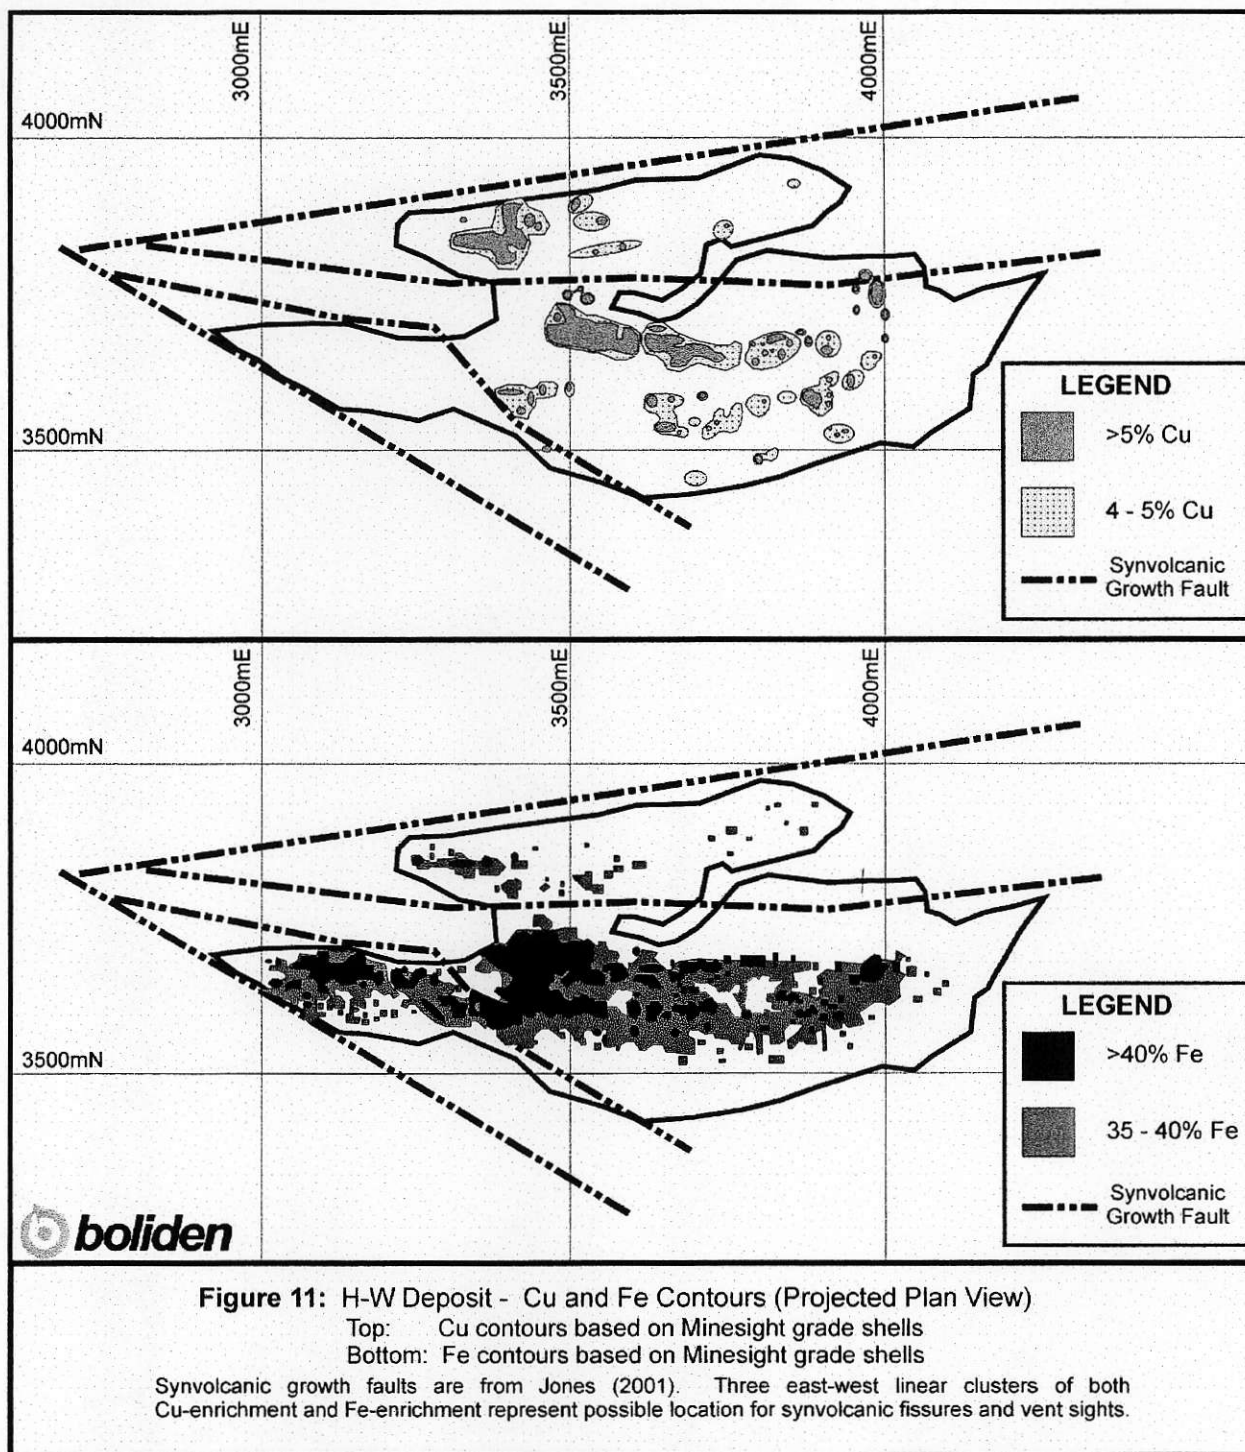 3000mE
3500mE
4000mE
4000mN
3500mN
LEGEND
>5% Cu
4 - 5% Cu
Synvolcanic
Growth Fault
3000mE
3500mE
4000mE
4000mN
3500mN
LEGEND
>40% Fe
35 - 40% Fe
Synvolcanic
Growth Fault
boliden
Figure 11: H-W Deposit - Cu and Fe Contours (Projected Plan View)
Top: Cu contours based on Minesight grade shells
Bottom: Fe contours based on Minesight grade shells
Synvolcanic growth faults are from Jones (2001). Three east-west linear clusters of both
Cu-enrichment and Fe-enrichment represent possible location for synvolcanic fissures and vent sights.